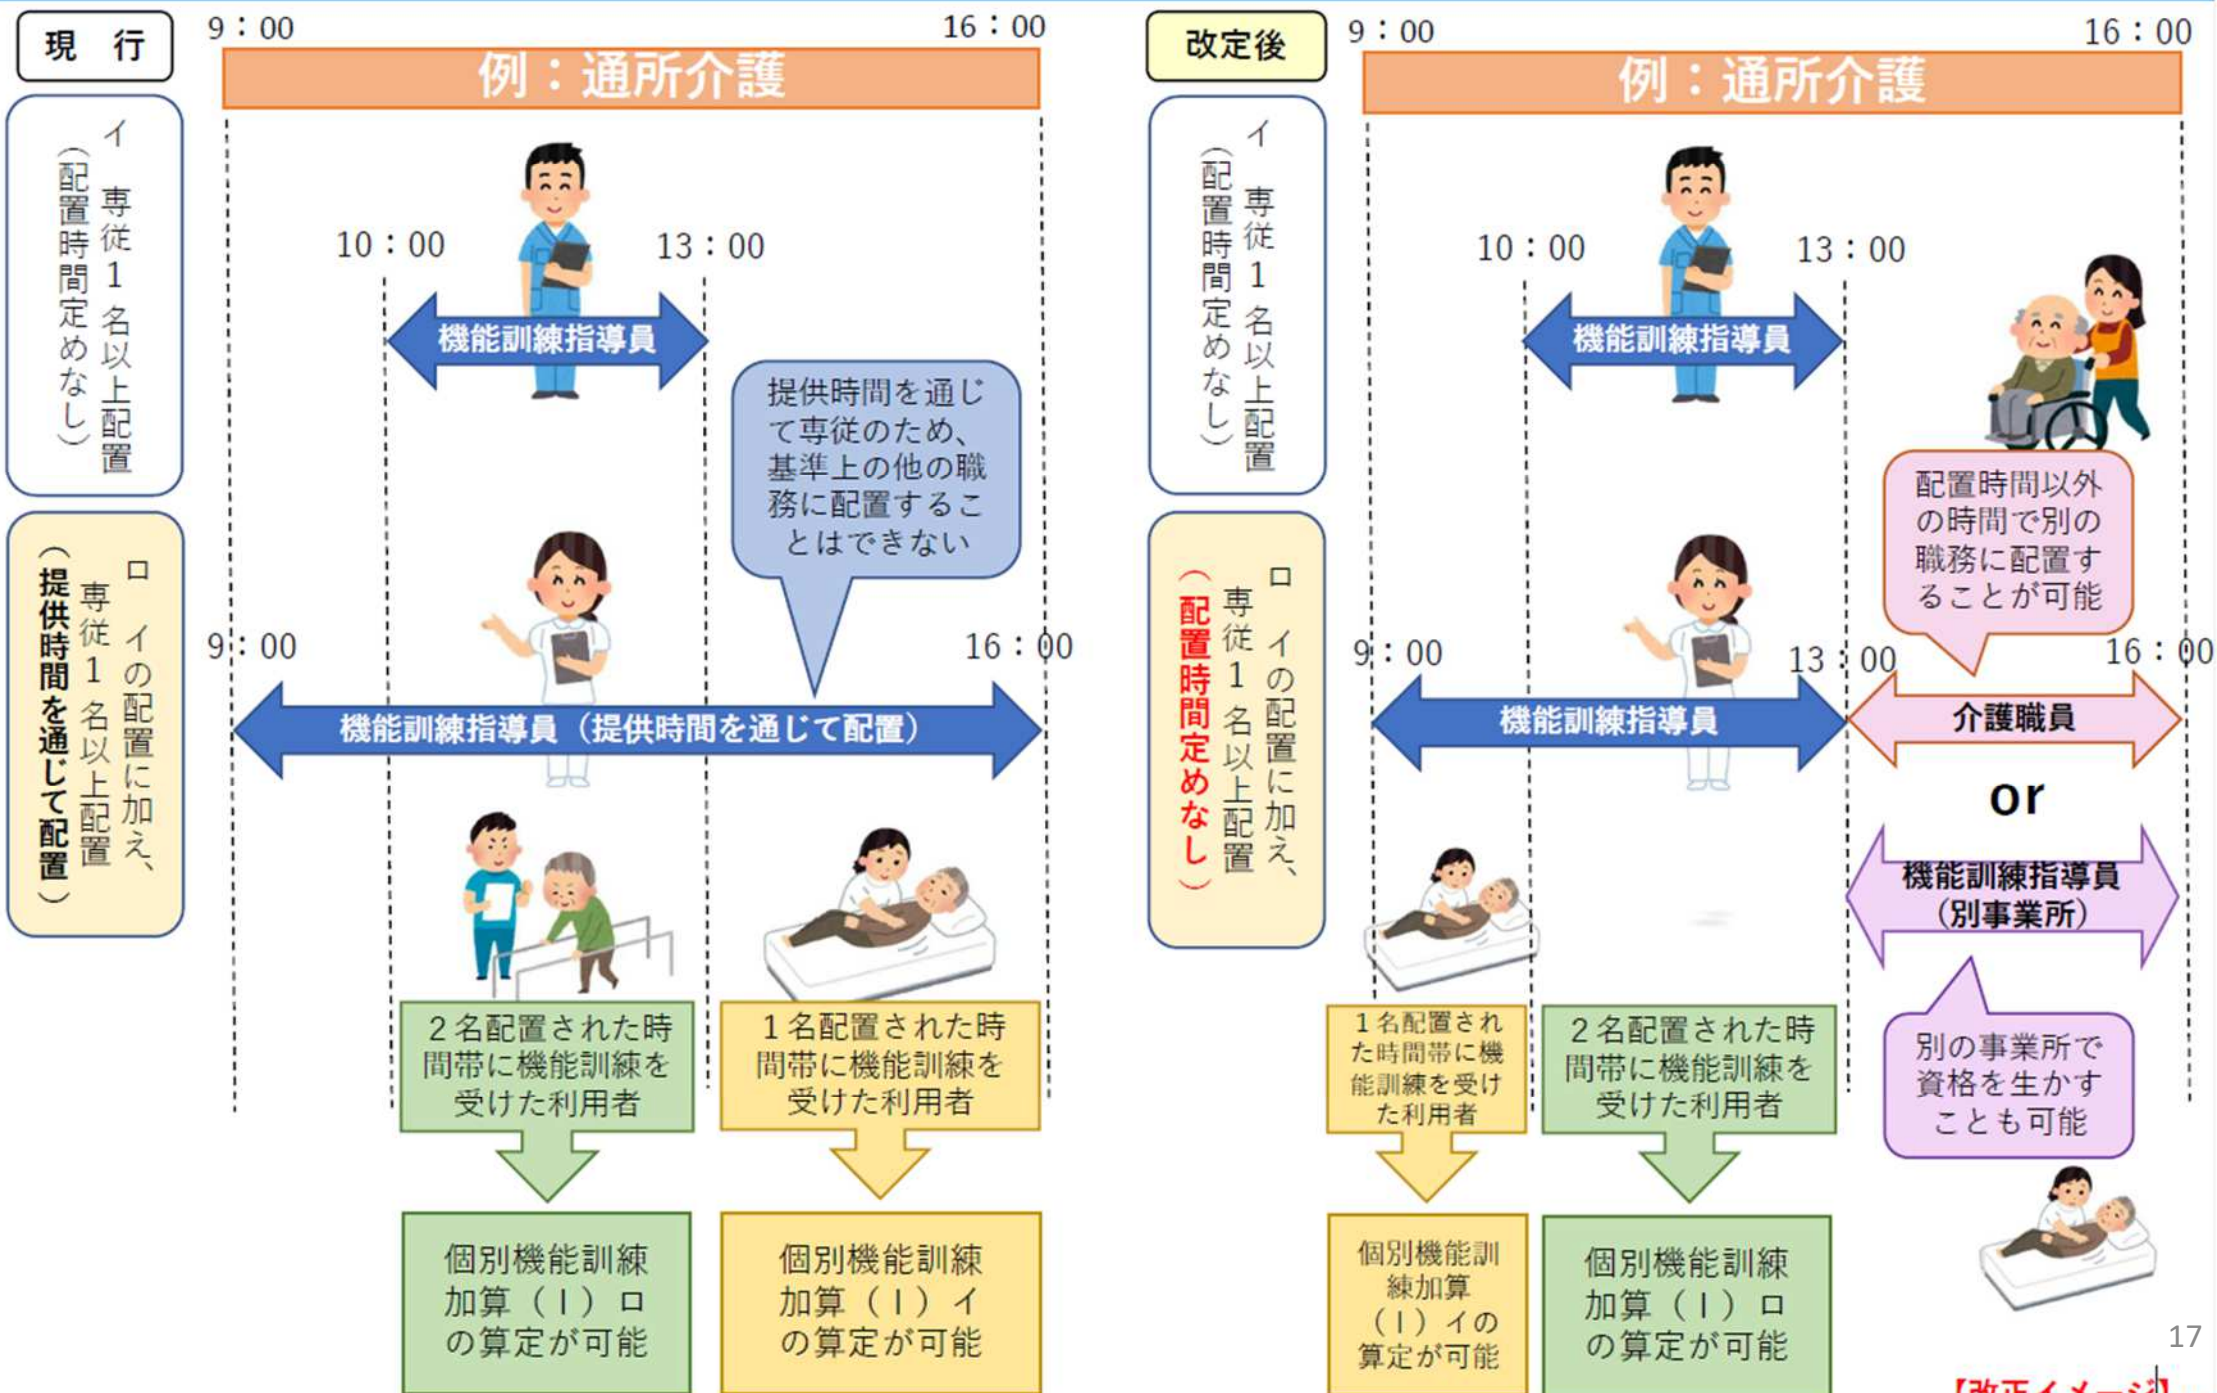 現　行
9：00
16：00
例：通所介護
イ　専従１名以上配置
（配置時間定めなし）
10：00
13：00
機能訓練指導員
提供時間を通じ
て専従のため、
基準上の他の職
務に配置するこ
とはできない
ロ　イの配置に加え、
専従１名以上配置
（提供時間を通じて配置）
9：00
16：00
機能訓練指導員（提供時間を通じて配置）
２名配置された時
間帯に機能訓練を
受けた利用者
１名配置された時
間帯に機能訓練を
受けた利用者
個別機能訓練
加算（Ⅰ）ロ
の算定が可能
個別機能訓練
加算（Ⅰ）イ
の算定が可能
改定後
9：00
16：00
例：通所介護
イ　専従１名以上配置
（配置時間定めなし）
10：00
13：00
機能訓練指導員
配置時間以外
の時間で別の
職務に配置す
ることが可能
ロ　イの配置に加え、
専従１名以上配置
（配置時間定めなし）
9：00
13：00
16：00
機能訓練指導員
介護職員
or
機能訓練指導員
（別事業所）
別の事業所で
資格を生かす
ことも可能
１名配置され
た時間帯に機
能訓練を受け
た利用者
２名配置された時
間帯に機能訓練を
受けた利用者
個別機能訓
練加算
（Ⅰ）イの
算定が可能
個別機能訓練
加算（Ⅰ）ロ
の算定が可能
17
【改正イメージ】